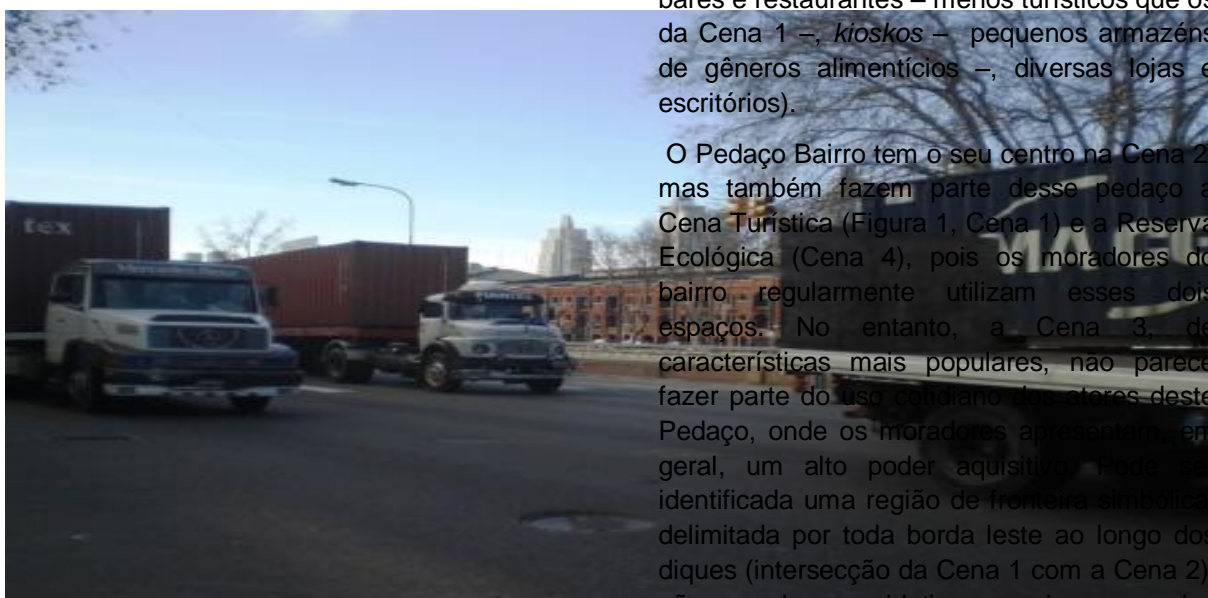 bares e restaurantes – menos turísticos que os
da Cena 1 –, kioskos – pequenos armazéns
de gêneros alimentícios –, diversas lojas e
escritórios).
O Pedaço Bairro tem o seu centro na Cena 2,
mas também fazem parte desse pedaço a
Cena Turística (Figura 1, Cena 1) e a Reserva
Ecológica (Cena 4), pois os moradores do
bairro regularmente utilizam esses dois
espaços. No entanto, a Cena 3, de
características mais populares, não parece
fazer parte do uso cotidiano dos atores deste
Pedaço, onde os moradores apresentam, em
geral, um alto poder aquisitivo. Pode ser
identificada uma região de fronteira simbólica,
delimitada por toda borda leste ao longo dos
diques (intersecção da Cena 1 com a Cena 2)
tex
Mercedes-Benz